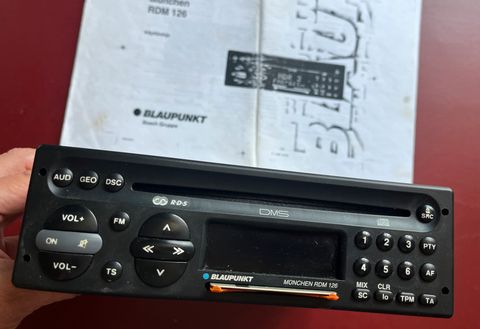 München
RDM 126
BLAUPUNKT
Bosch Gruppe
AUD GEO DSC
RDS
DMS
SRC
VOL+
FM
ON
VOL–
TS
1 2 3 PTY
4 5 6 AF
BLAUPUNKT MÜNCHEN RDM 126
MIX CLR
SC lo TPM TA